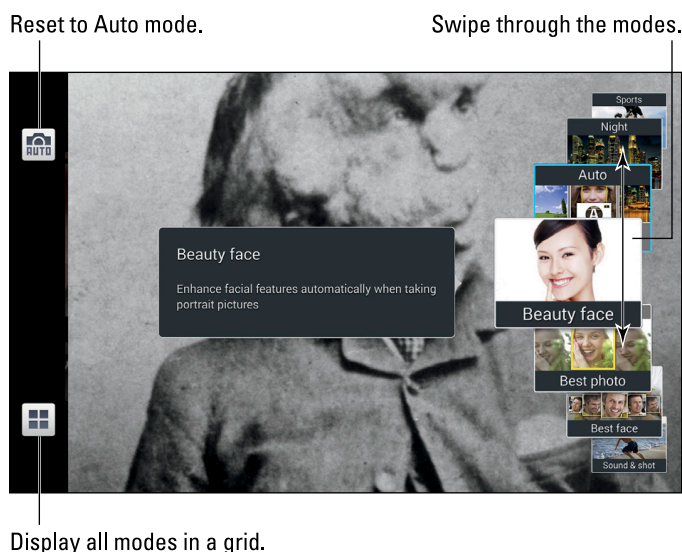 Reset to Auto mode.
Swipe through the modes.
Sports
AUTO
Night
Auto
A
Beauty face
Enhance facial features automatically when taking
portrait pictures
Beauty face
Best photo
Best face
Sound & shot
Display all modes in a grid.